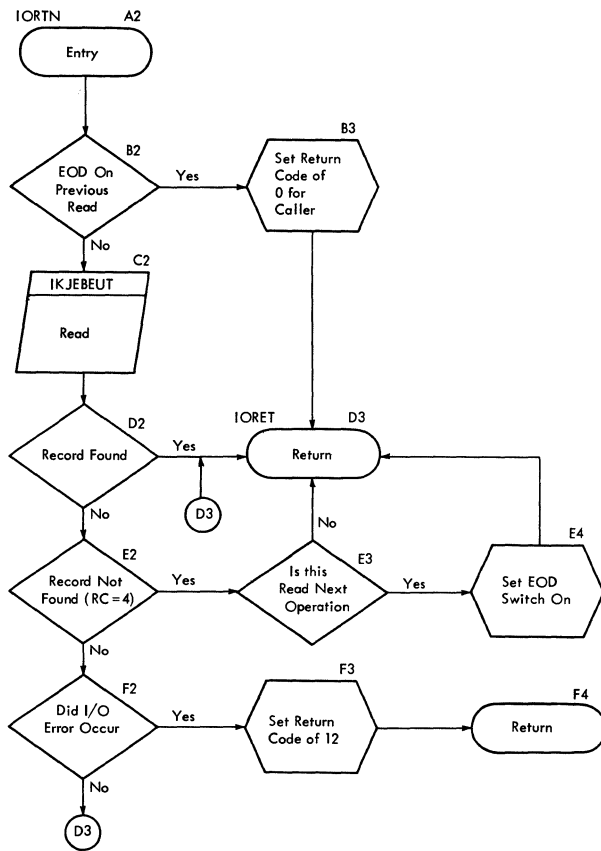 IORTN A2
Entry
B2
EOD On
Previous
Read
Yes
B3
Set Return
Code of
0 for
Caller
No
C2
IKJEBEUT
Read
D2
Record Found
Yes
IORET D3
Return
D3
No
No
E2
Record Not
Found (RC=4)
Yes
E3
Is this
Read Next
Operation
Yes
E4
Set EOD
Switch On
No
F2
Did I/O
Error Occur
Yes
F3
Set Return
Code of 12
F4
Return
No
D3